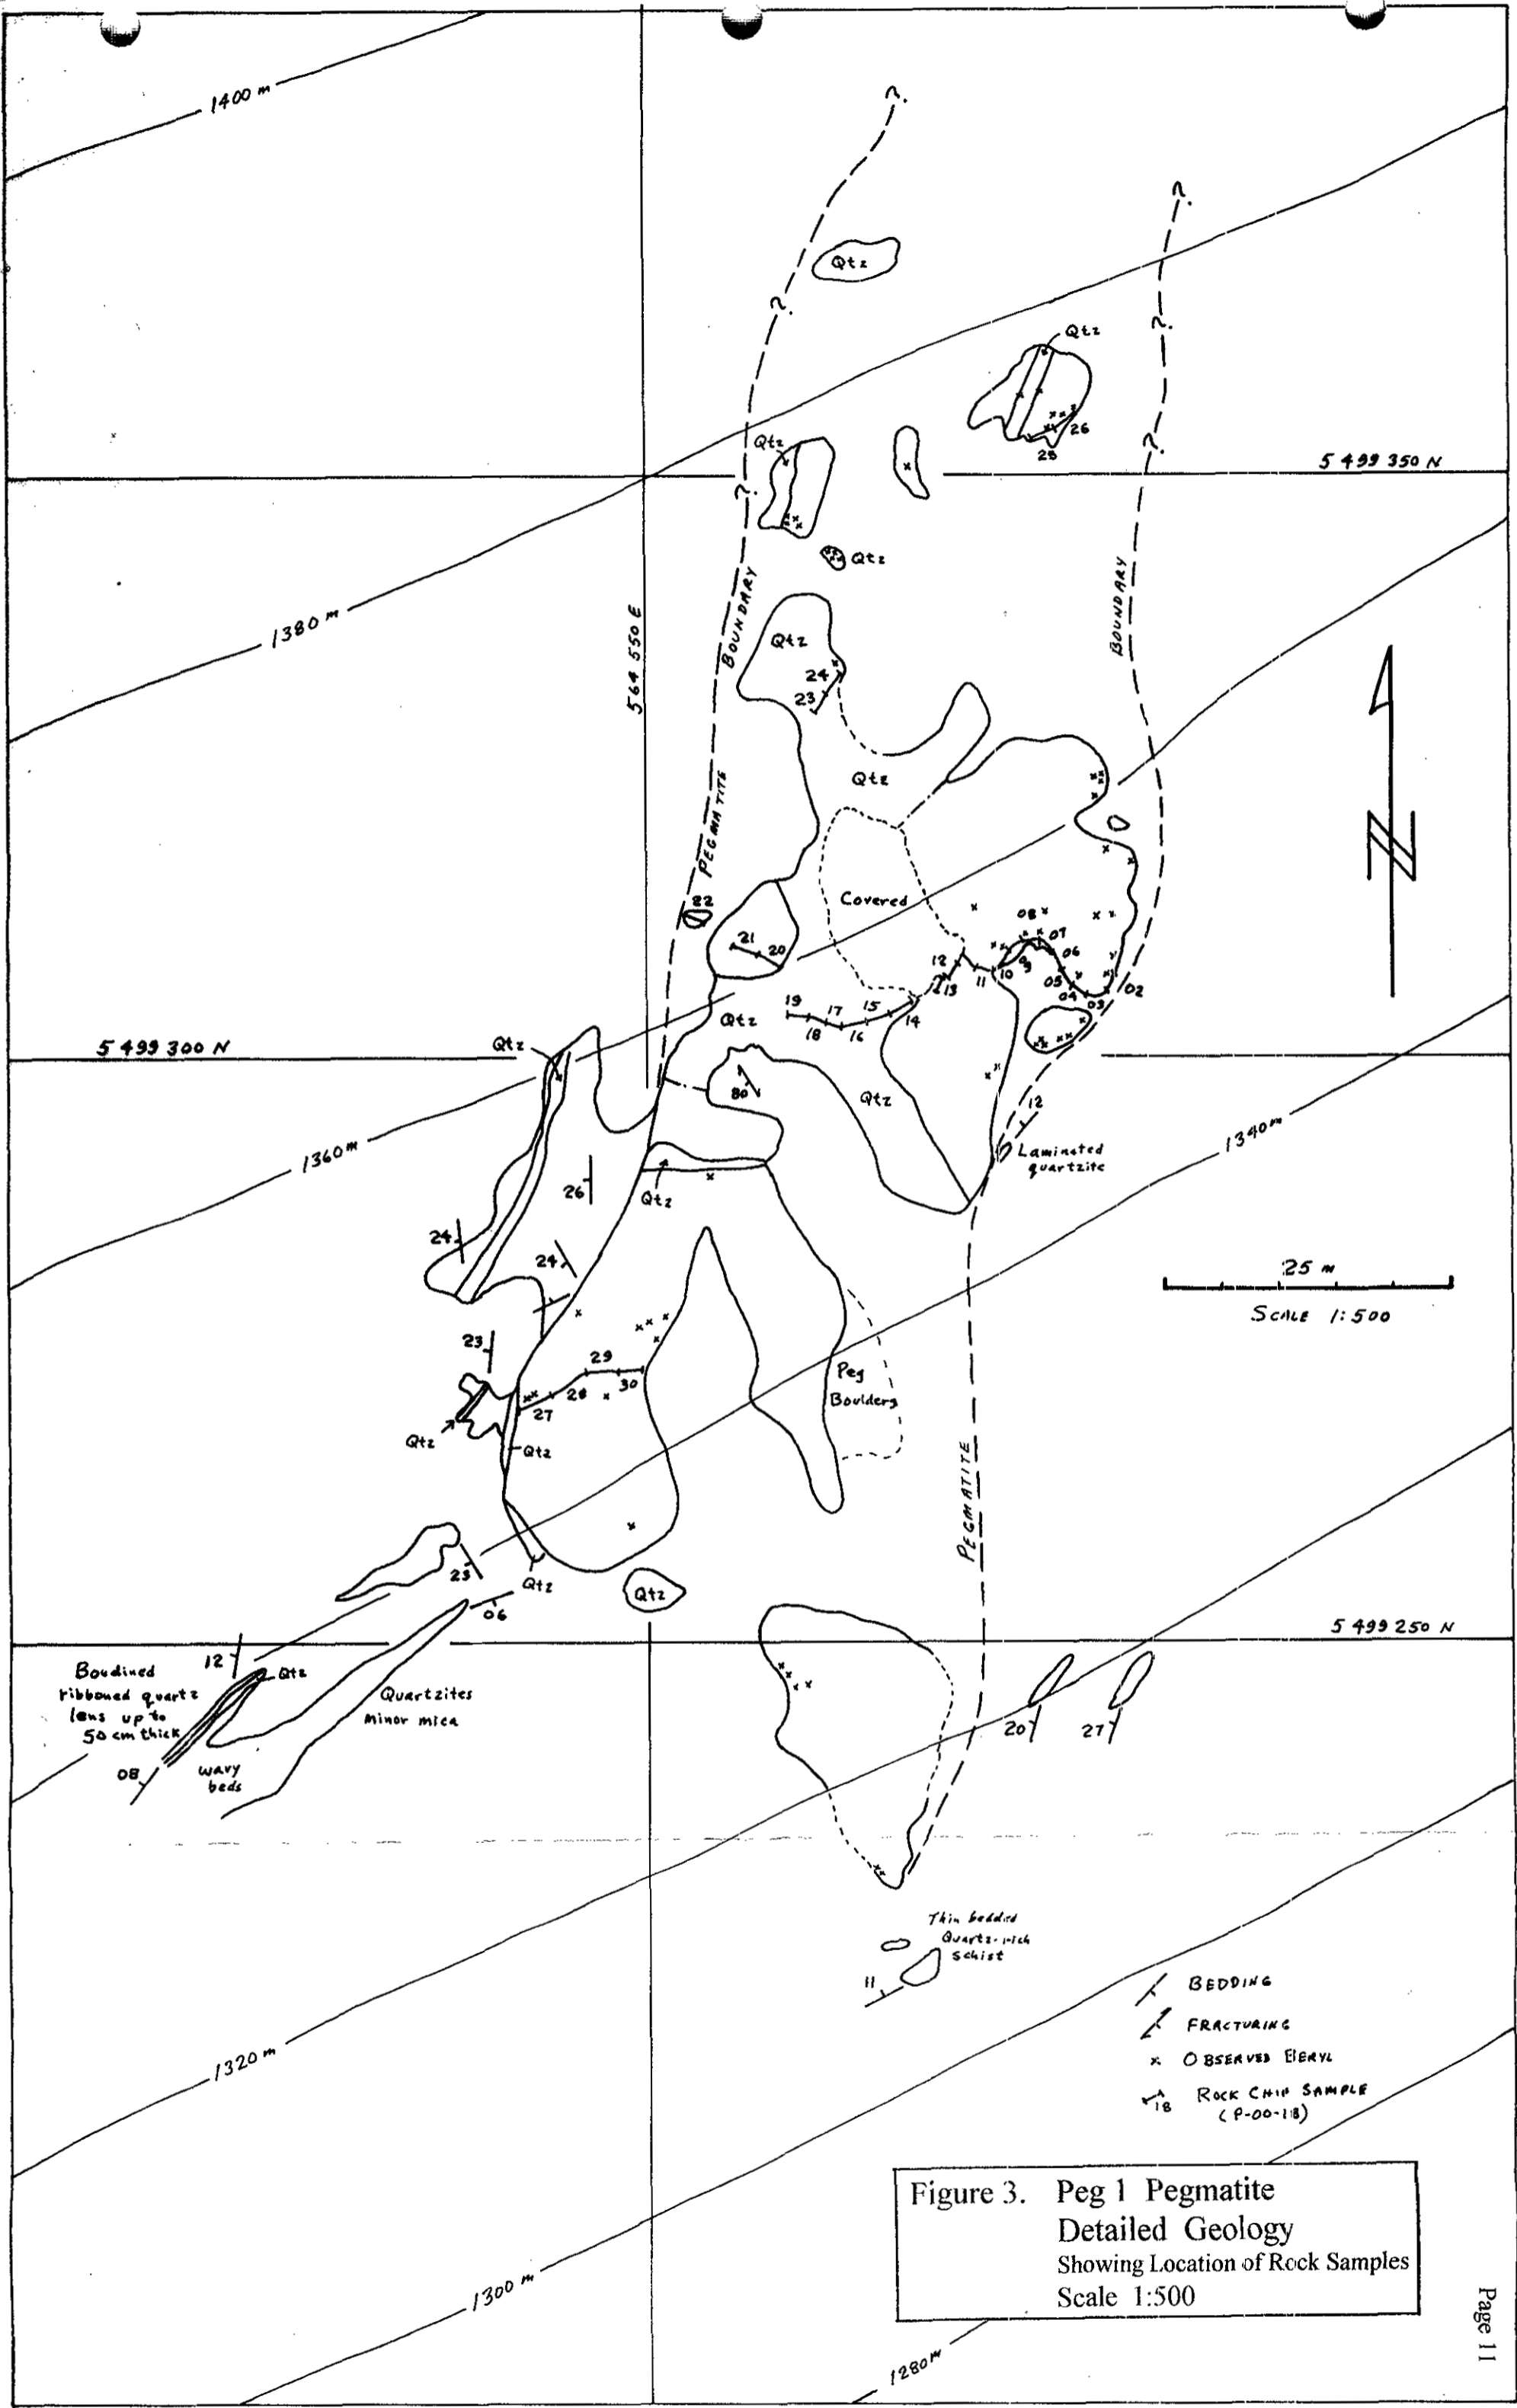 1400 m
?
?
Qtz
?
?
Qtz
26
25
Qtz
?
5 499 350 N
?
Qtz
BOUNDARY
BOUNDARY
1380 m
564 550 E
Qtz
24
23
Qtz
PEGMATITE
Covered
22
21
20
08
07
06
09
05
04
03
02
12
13
11
10
19
18
17
16
15
14
Qtz
5 499 300 N
Qtz
80
Qtz
12
Laminated
quartzite
1340 m
1360 m
26
Qtz
24
24
25 m
SCALE 1:500
23
29
30
28
27
Peg
Boulders
Qtz
Qtz
PEGMATITE
25
Qtz
06
Qtz
5 499 250 N
12
Qtz
Boudined
ribboned quartz
lens up to
50 cm thick
Quartzites
minor mica
wavy
beds
08
20
27
Thin bedded
Quartz-rich
schist
11
BEDDING
FRACTURING
x OBSERVED BERYL
18 ROCK CHIP SAMPLE
(P-00-18)
1320 m
1300 m
1280 m
Figure 3. Peg 1 Pegmatite
Detailed Geology
Showing Location of Rock Samples
Scale 1:500
Page 11
N